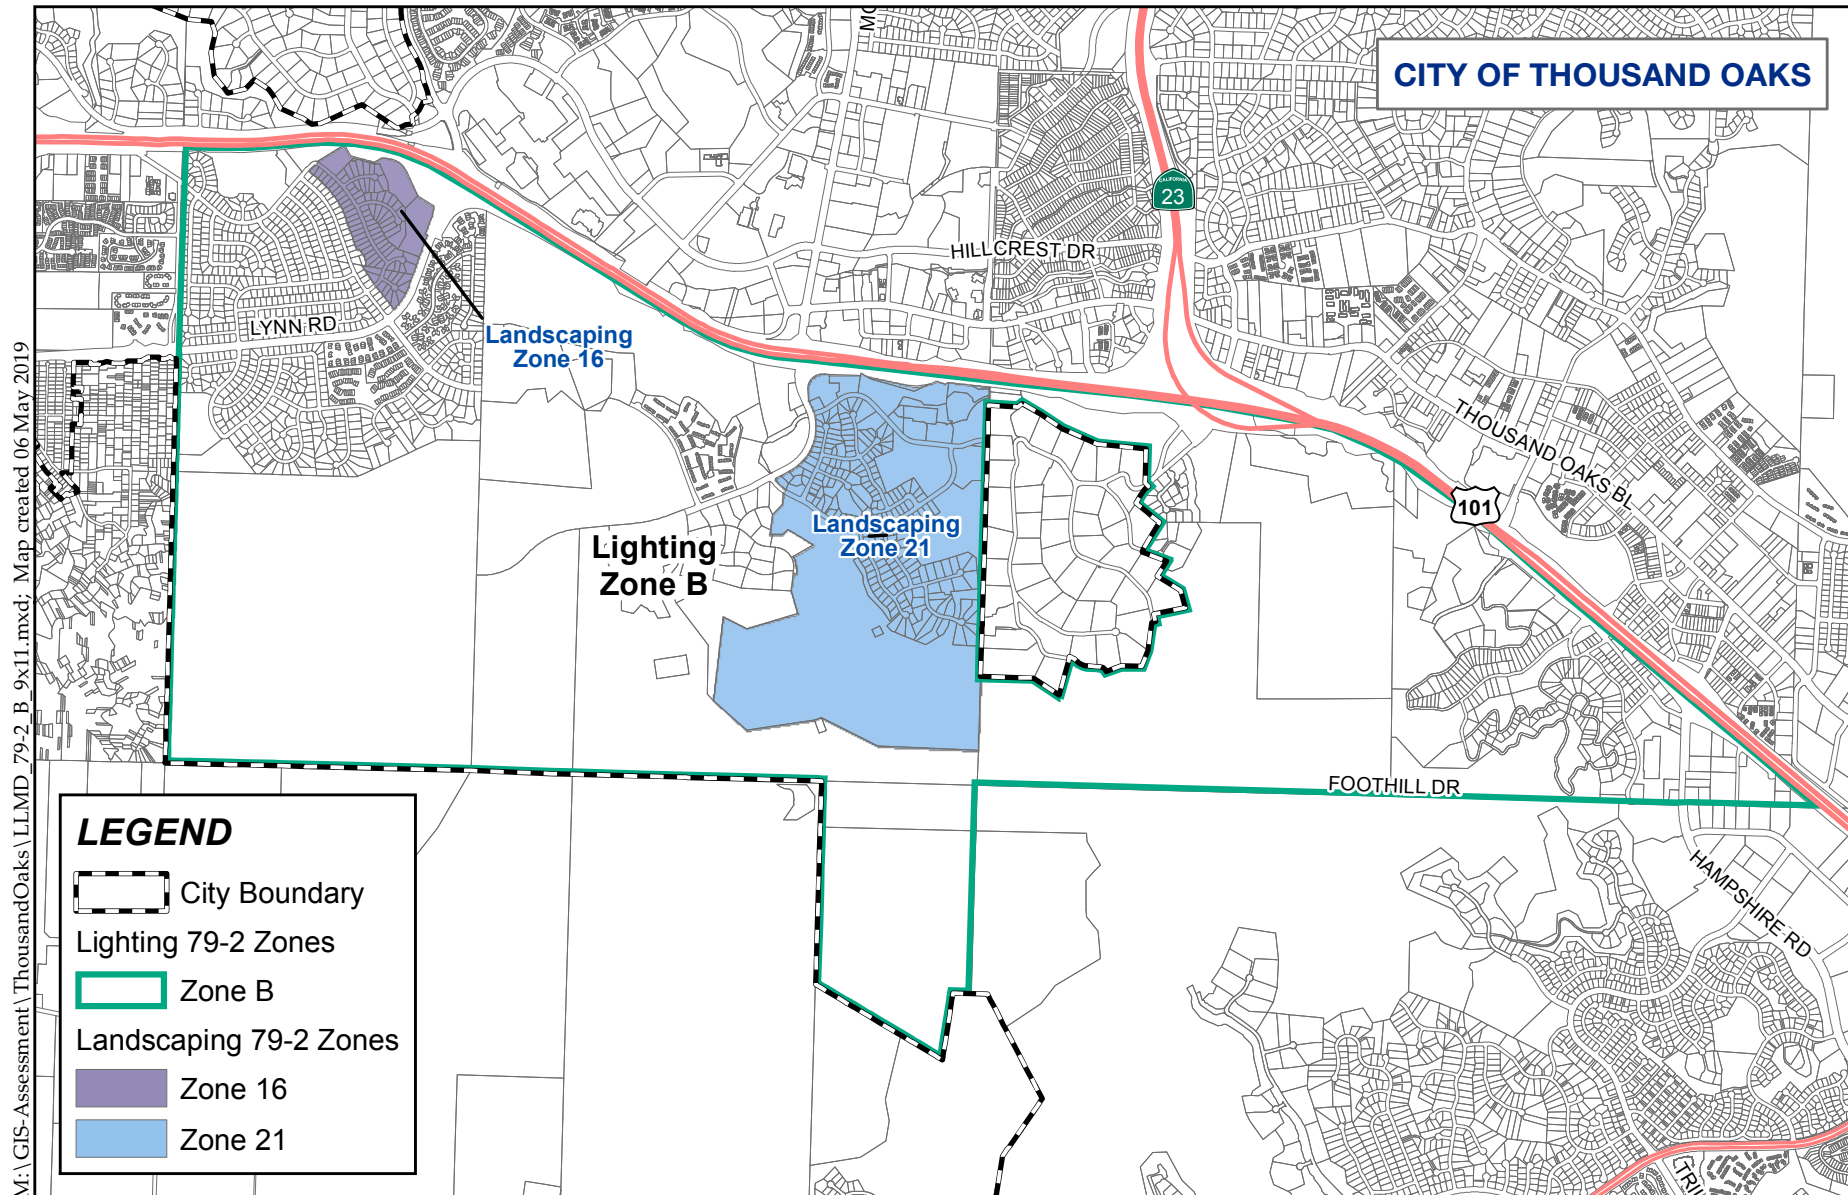 CITY OF THOUSAND OAKS
CALIFORNIA
23
HILLCREST DR
LYNN RD
Landscaping
Zone 16
THOUSAND OAKS BL
101
Landscaping
Zone 21
Lighting
Zone B
FOOTHILL DR
HAMPSHIRE RD
LEGEND
City Boundary
Lighting 79-2 Zones
Zone B
Landscaping 79-2 Zones
Zone 16
Zone 21
M:\GIS-Assessment\ThousandOaks\LLMD_79-2_B_9x11.mxd; Map created 06 May 2019